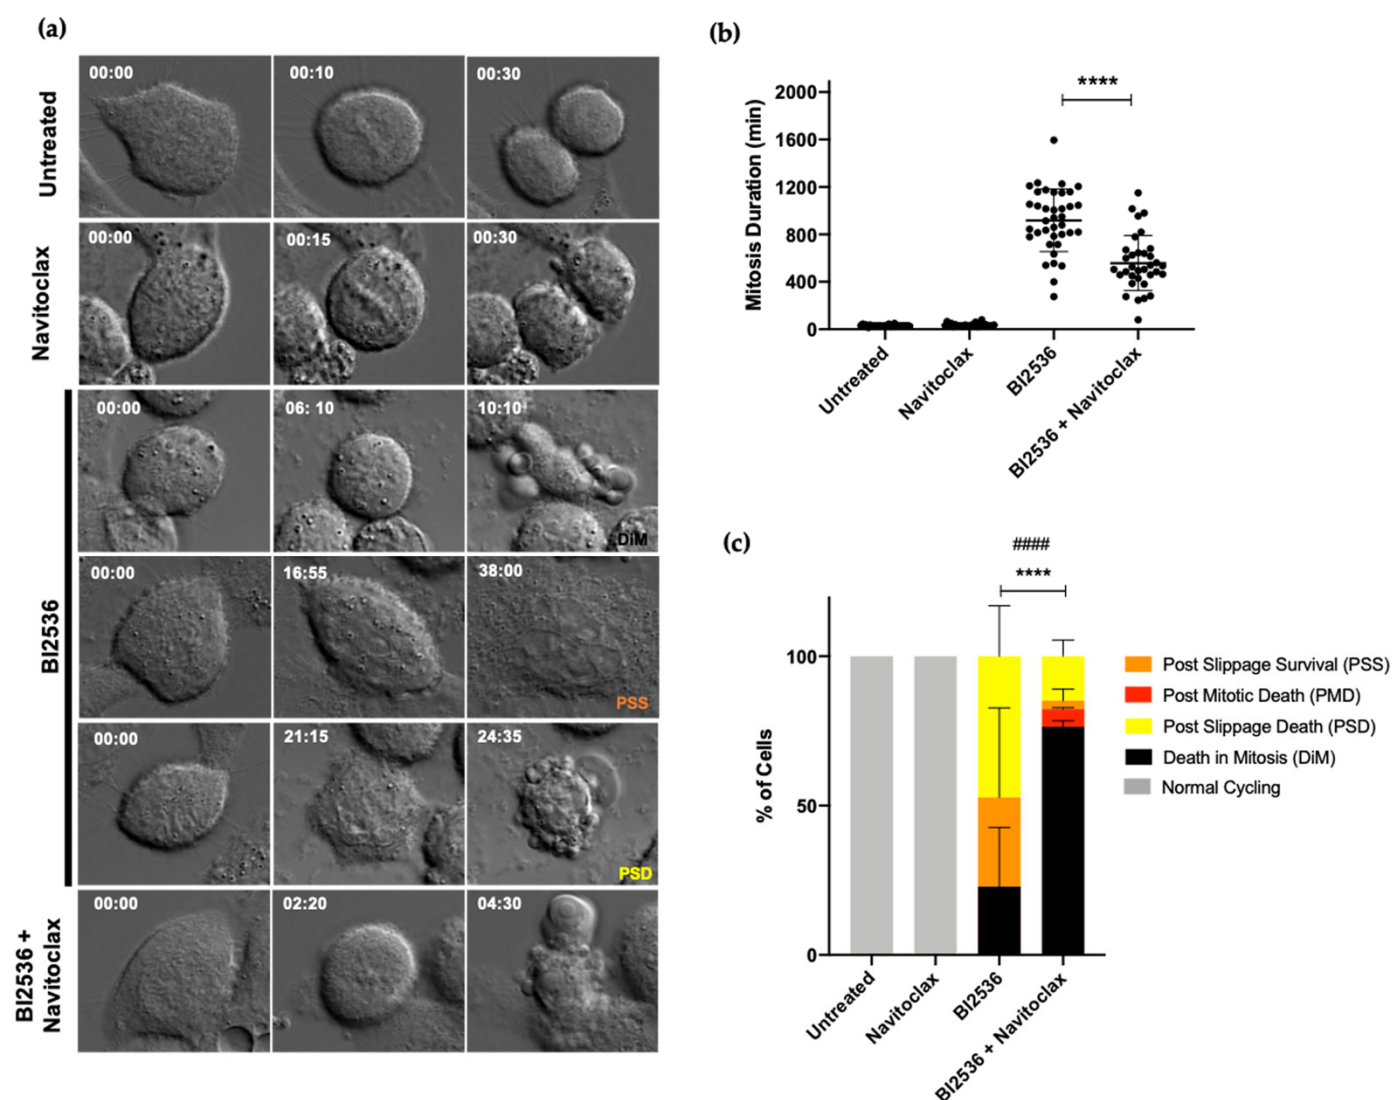 (a)
Untreated
00:00
00:10
00:30
Navitoclax
00:00
00:15
00:30
BI2536
00:00
06: 10
10:10
DiM
00:00
16:55
38:00
PSS
00:00
21:15
24:35
PSD
BI2536 +
Navitoclax
00:00
02:20
04:30
(b)
Mitosis Duration (min)
2000
1600
1200
800
400
0
****
Untreated
Navitoclax
BI2536
BI2536 + Navitoclax
(c)
####
****
% of Cells
100
50
0
Untreated
Navitoclax
BI2536
BI2536 + Navitoclax
Post Slippage Survival (PSS)
Post Mitotic Death (PMD)
Post Slippage Death (PSD)
Death in Mitosis (DiM)
Normal Cycling